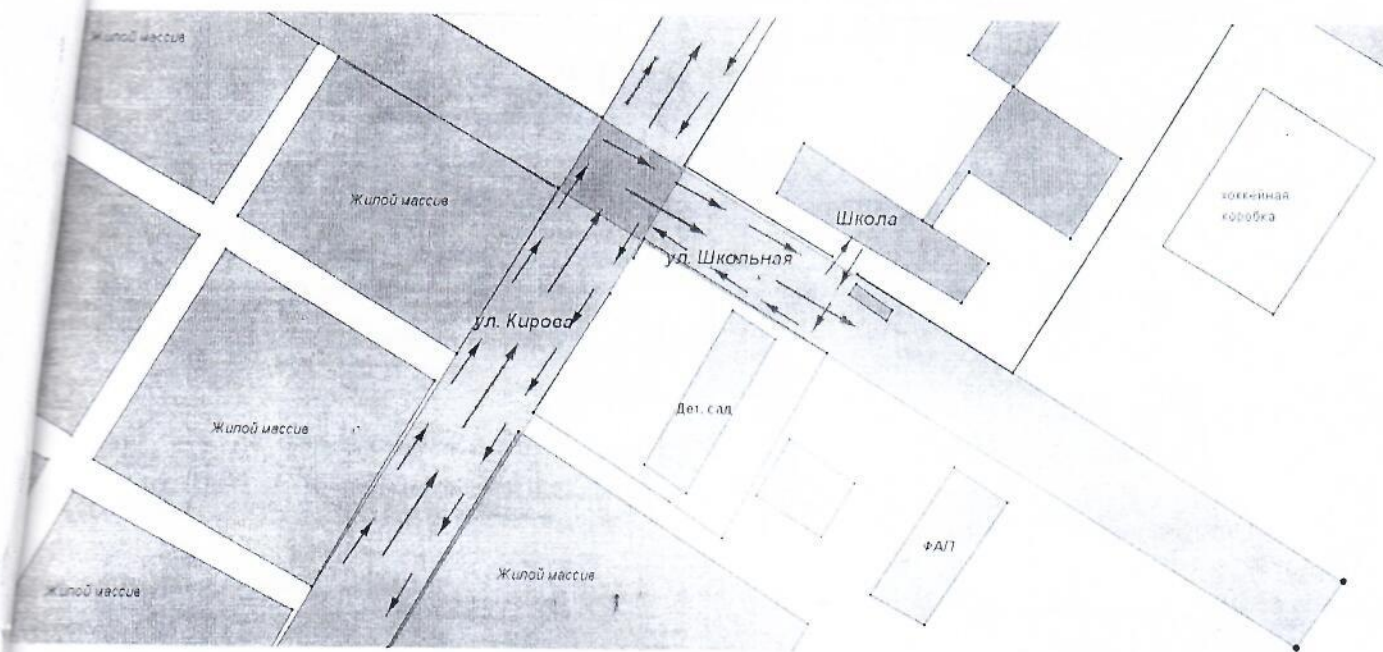 Жилой массив
Жилой массив
Школа
хоккейная
коробка
ул. Школьная
ул. Кирова
Дет. сад
Жилой массив
ФАП
Жилой массив
Жилой массив